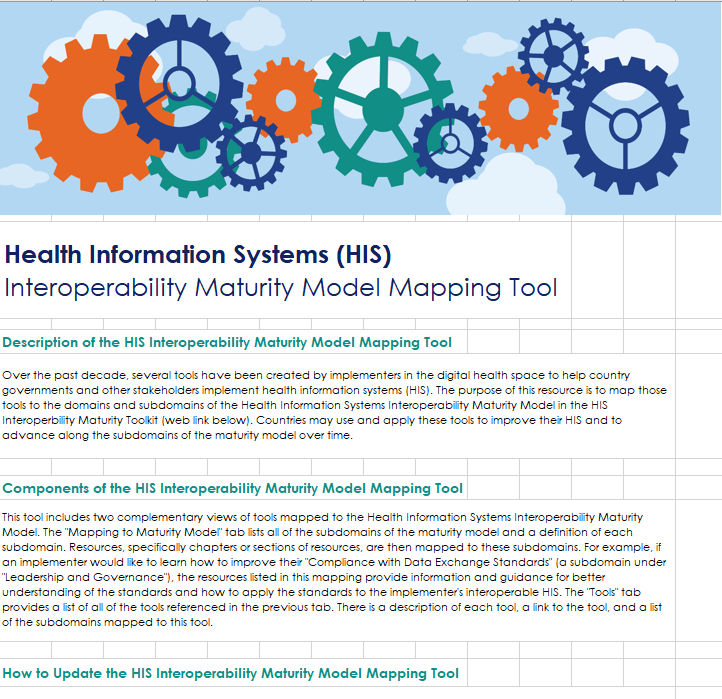 Health Information Systems (HIS)
Interoperability Maturity Model Mapping Tool
Description of the HIS Interoperability Maturity Model Mapping Tool
Over the past decade, several tools have been created by implementers in the digital health space to help country
governments and other stakeholders implement health information systems (HIS). The purpose of this resource is to map those
tools to the domains and subdomains of the Health Information Systems Interoperability Maturity Model in the HIS
Interoperbility Maturity Toolkit (web link below). Countries may use and apply these tools to improve their HIS and to
advance along the subdomains of the maturity model over time.
Components of the HIS Interoperability Maturity Model Mapping Tool
This tool includes two complementary views of tools mapped to the Health Information Systems Interoperability Maturity
Model. The "Mapping to Maturity Model" tab lists all of the subdomains of the maturity model and a definition of each
subdomain. Resources, specifically chapters or sections of resources, are then mapped to these subdomains. For example, if
an implementer would like to learn how to improve their "Compliance with Data Exchange Standards" (a subdomain under
"Leadership and Governance"), the resources listed in this mapping provide information and guidance for better
understanding of the standards and how to apply the standards to the implementer's interoperable HIS. The "Tools" tab
provides a list of all of the tools referenced in the previous tab. There is a description of each tool, a link to the tool, and a list
of the subdomains mapped to this tool.
How to Update the HIS Interoperability Maturity Model Mapping Tool